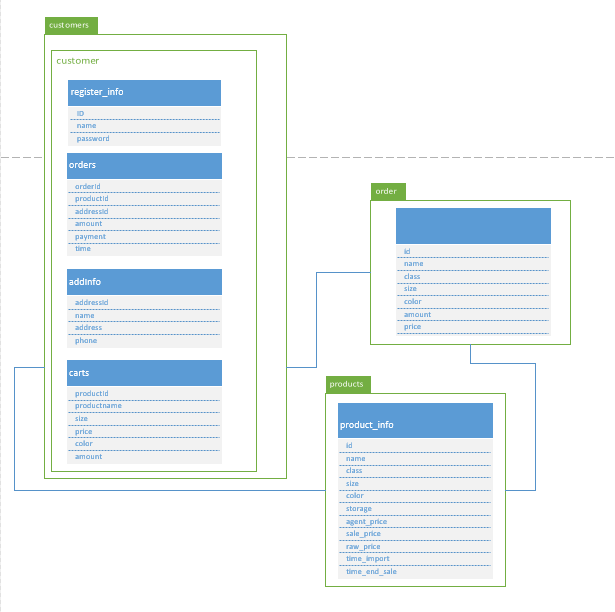 customers
customer
register_info
ID
name
password
orders
orderid
productid
addressid
amount
payment
time
addinfo
addressid
name
address
phone
carts
productid
productname
size
price
color
amount
order
id
name
class
size
color
amount
price
products
product_info
id
name
class
size
color
storage
agent_price
sale_price
raw_price
time_import
time_end_sale